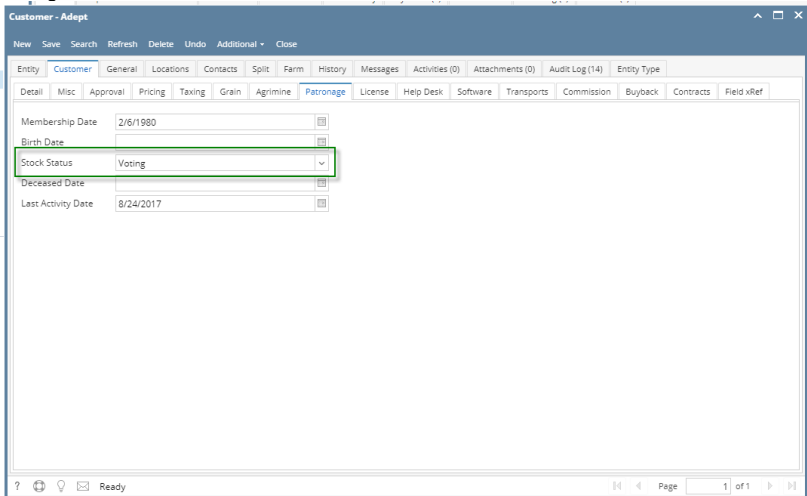 Customer - Adept
New Save Search Refresh Delete Undo Additional Close
Entity Customer General Locations Contacts Split Farm History Messages Activities (0) Attachments (0) Audit Log (14) Entity Type
Detail Misc Approval Pricing Taxing Grain Agrimine Patronage License Help Desk Software Transports Commission Buyback Contracts Field xRef
Membership Date 2/6/1980
Birth Date
Stock Status Voting
Deceased Date
Last Activity Date 8/24/2017
? Ready Page 1 of 1